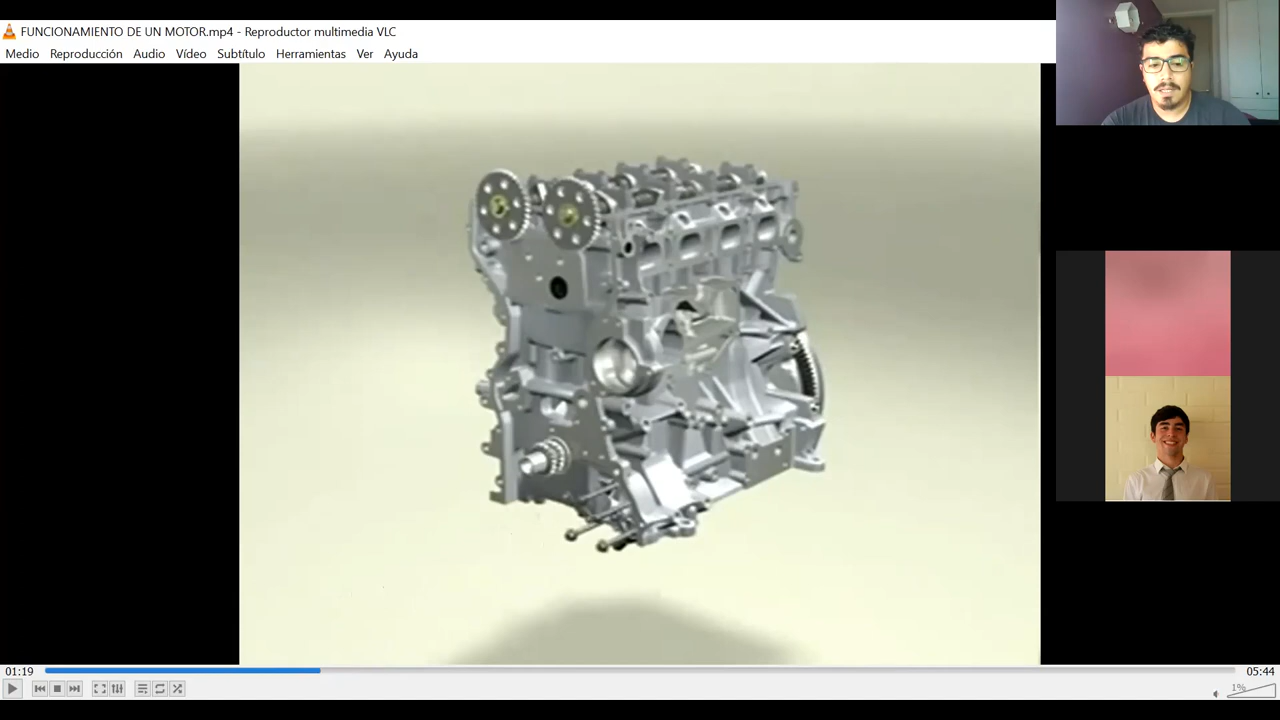 FUNCIONAMIENTO DE UN MOTOR.mp4 - Reproductor multimedia VLC
Medio Reproducción Audio Vídeo Subtítulo Herramientas Ver Ayuda
01:19
05:44
1%